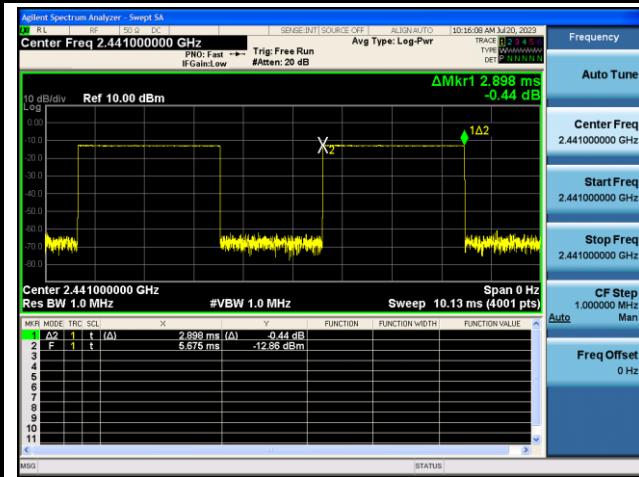 Agilent Spectrum Analyzer - Swept SA
RL RF 50 Ω DC SENSE:INT SOURCE OFF ALIGNAUTO 10:16:08 AM Jul 20, 2023
Center Freq 2.441000000 GHz
PNO: Fast
IFGain:Low
Trig: Free Run
#Atten: 20 dB
Avg Type: Log-Pwr
TRACE 1 2 3 4 5 6
TYPE
DET P N N N N N
ΔMkr1 2.898 ms
-0.44 dB
10 dB/div Ref 10.00 dBm
Log
0.00
-10.0
-20.0
-30.0
-40.0
-50.0
-60.0
-70.0
-80.0
X2
1Δ2
Center 2.441000000 GHz Span 0 Hz
Res BW 1.0 MHz #VBW 1.0 MHz Sweep 10.13 ms (4001 pts)
MKR MODE TRC SCL X Y FUNCTION FUNCTION WIDTH FUNCTION VALUE
1 Δ2 1 t (Δ) 2.898 ms (Δ) -0.44 dB
2 F 1 t 5.675 ms -12.86 dBm
3
4
5
6
7
8
9
10
11
MSG STATUS
Frequency
Auto Tune
Center Freq
2.441000000 GHz
Start Freq
2.441000000 GHz
Stop Freq
2.441000000 GHz
CF Step
1.000000 MHz
Auto Man
Freq Offset
0 Hz